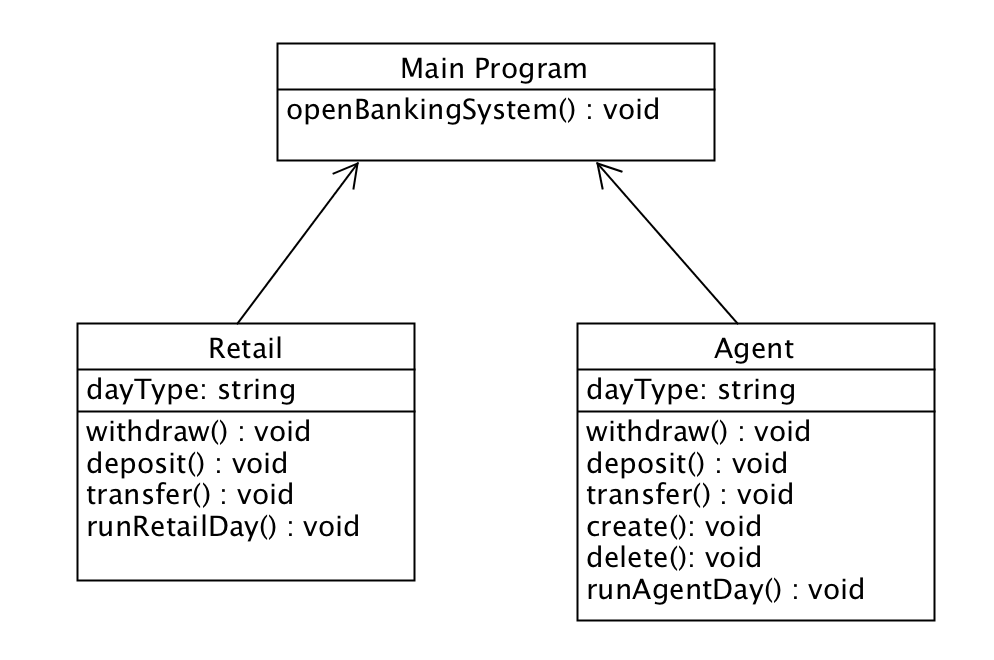 Main Program
openBankingSystem() : void
Retail
dayType: string
withdraw() : void
deposit() : void
transfer() : void
runRetailDay() : void
Agent
dayType: string
withdraw() : void
deposit() : void
transfer() : void
create(): void
delete(): void
runAgentDay() : void